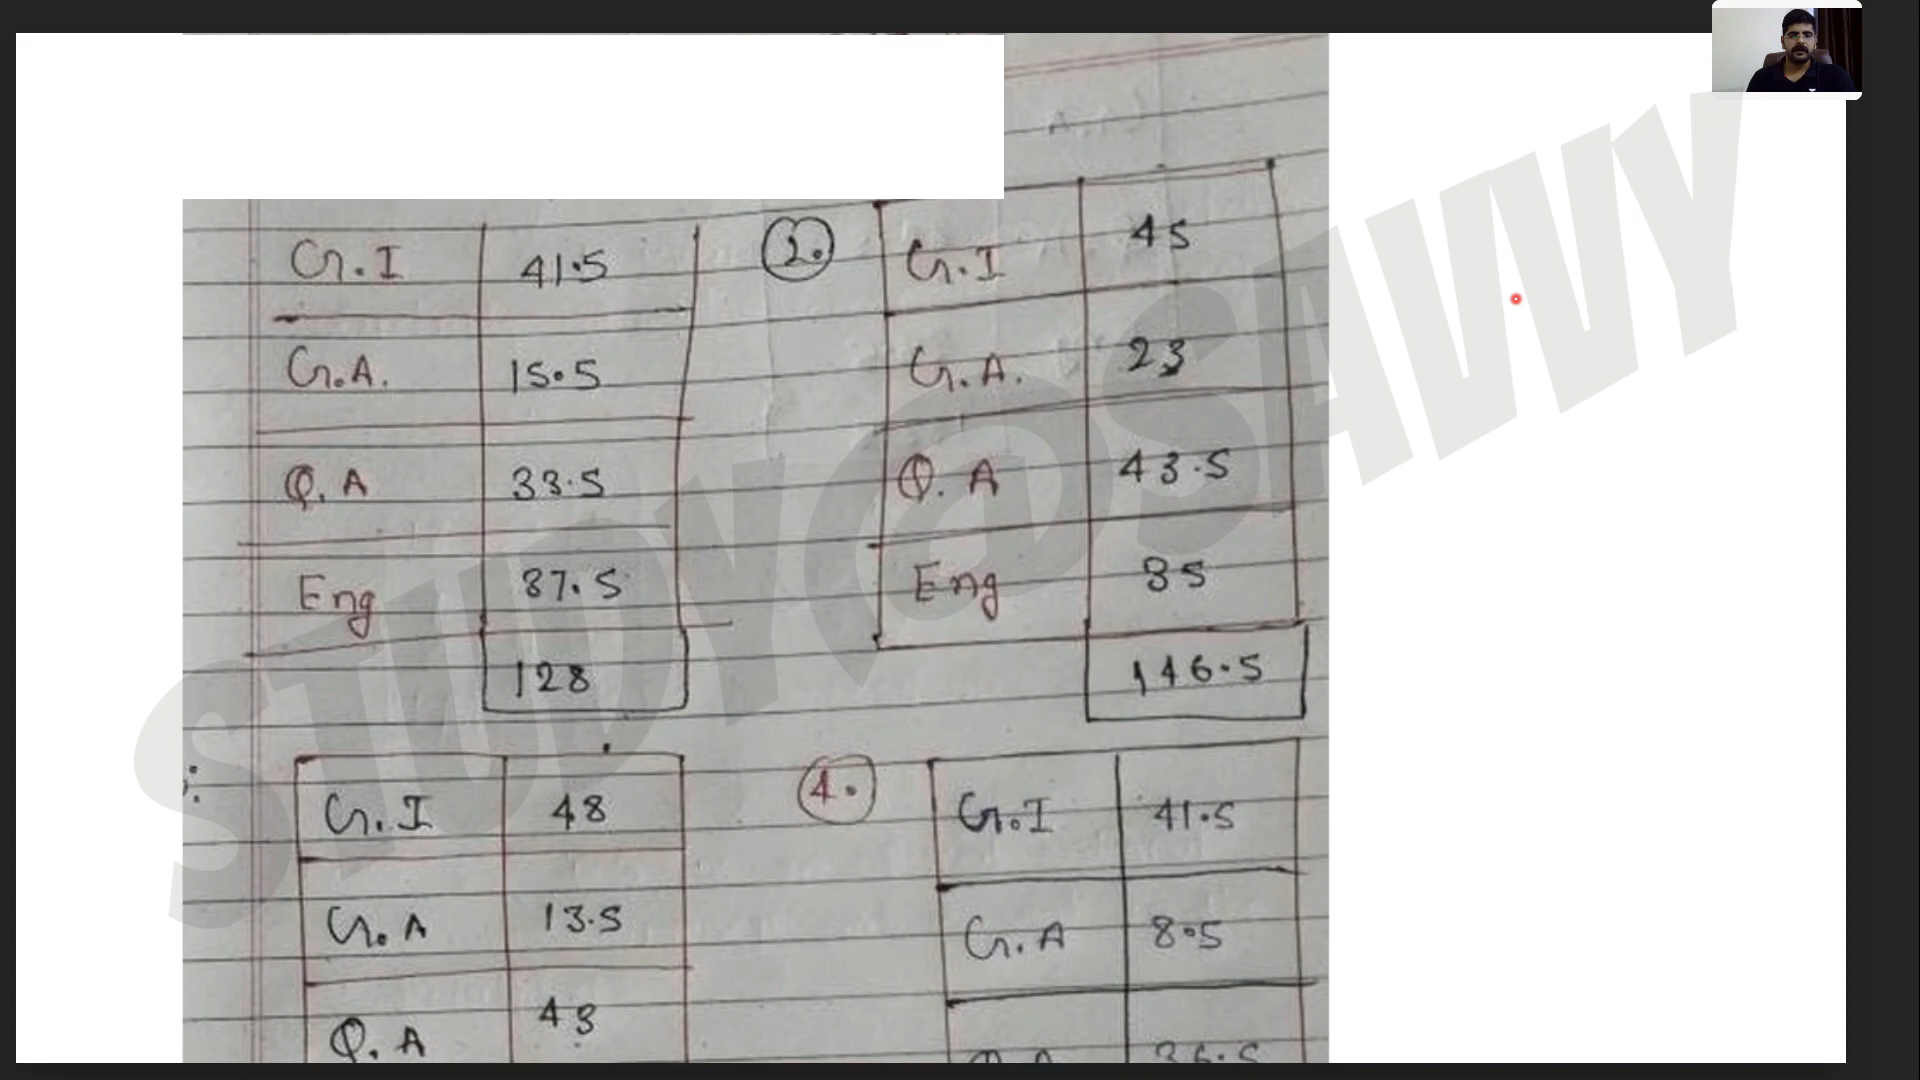 G.I 41.5
G.A. 15.5
Q.A 33.5
Eng 37.5
128
2.
G.I 45
G.A. 23
Q.A 43.5
Eng 35
146.5
G.I 48
G.A 13.5
Q.A 43
4.
G.I 41.5
G.A 8.5
STUDY@SAVVY